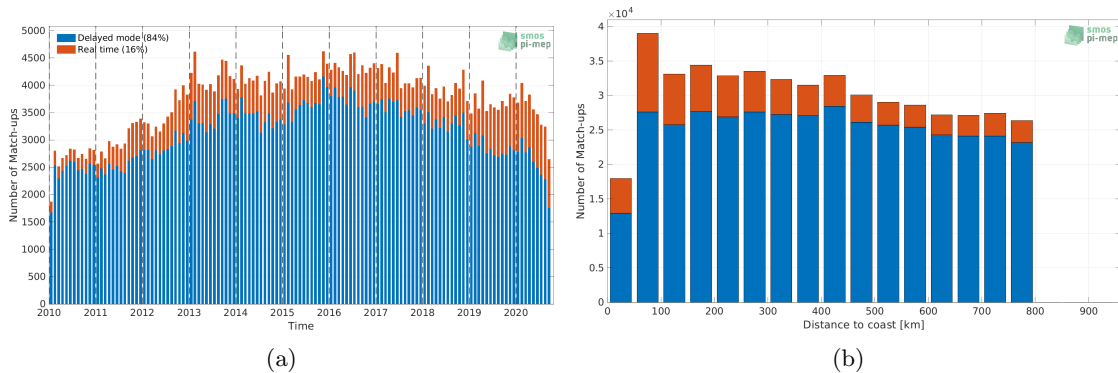 5000
4500
4000
3500
3000
2500
2000
1500
1000
500
0
Number of Match-ups
Delayed mode (84%)
Real time (16%)
smos
pi-mep
2010 2011 2012 2013 2014 2015 2016 2017 2018 2019 2020
Time
(a)
×10⁴
4
3.5
3
2.5
2
1.5
1
0.5
0
Number of Match-ups
smos
pi-mep
0 100 200 300 400 500 600 700 800 900
Distance to coast [km]
(b)